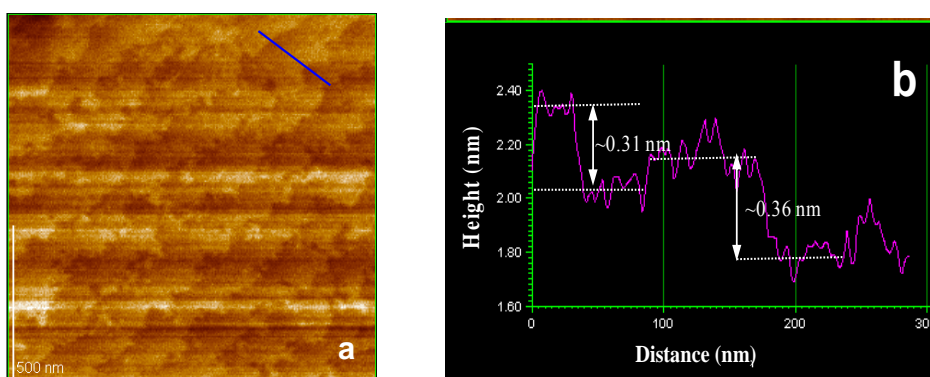 a
500 nm
b
Height (nm)
2.40
2.20
2.00
1.80
1.60
~0.31 nm
~0.36 nm
0
100
200
30
Distance (nm)